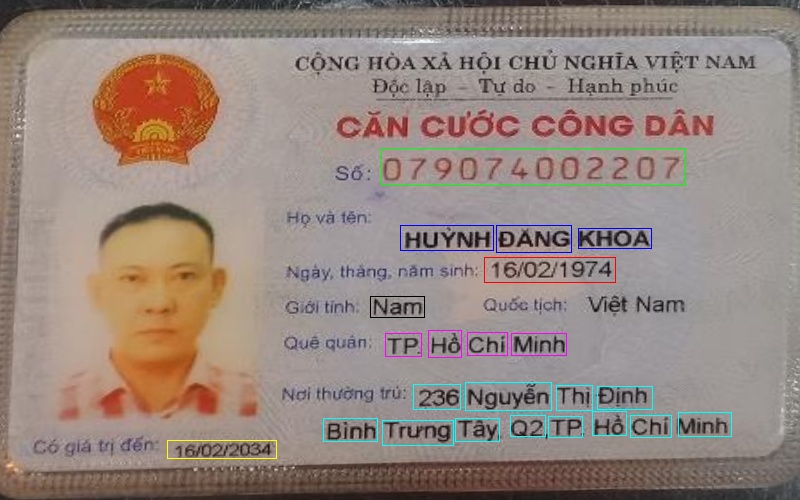 CỘNG HÒA XÃ HỘI CHỦ NGHĨA VIỆT NAM
Độc lập - Tự do - Hạnh phúc
CĂN CƯỚC CÔNG DÂN
Số: 079074002207
Họ và tên:
HUỲNH ĐĂNG KHOA
Ngày, tháng, năm sinh: 16/02/1974
Giới tính: Nam Quốc tịch: Việt Nam
Quê quán: TP. Hồ Chí Minh
Nơi thường trú: 236 Nguyễn Thị Định
Bình Trưng Tây, Q2,TP. Hồ Chí Minh
Có giá trị đến: 16/02/2034